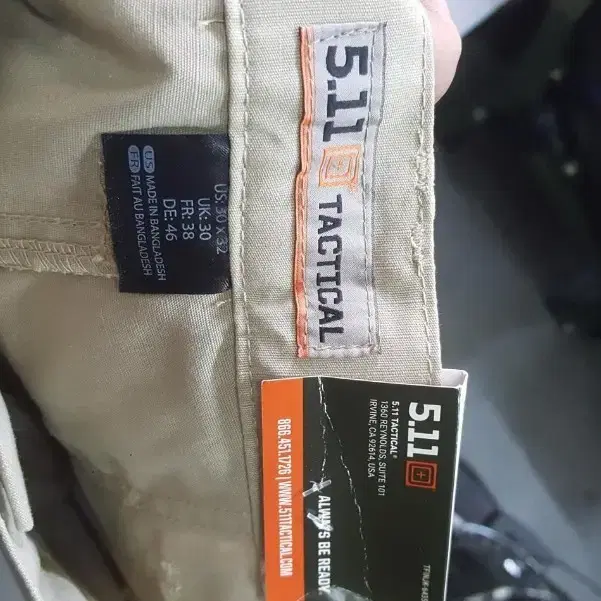 5.11 TACTICAL
US: 30 X 32
UK: 30
FR: 38
DE: 46
US MADE IN BANGLADESH
FR FAIT AU BANGLADESH
5.11
5.11 TACTICAL®
1360 REYNOLDS, SUITE 101
IRVINE, CA 92614, USA
ALWAYS BE READY
866.451.1726 | WWW.511TACTICAL.COM